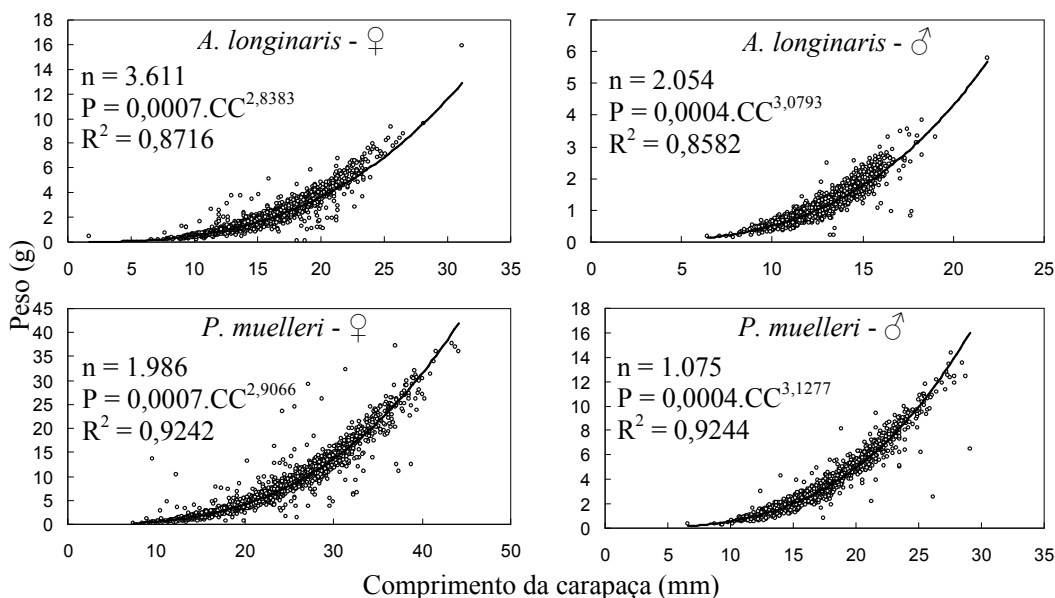 A. longinaris - ♀
n = 3.611
P = 0,0007.CC^2,8383
R² = 0,8716
18
16
14
12
10
8
6
4
2
0
0 5 10 15 20 25 30 35
A. longinaris - ♂
n = 2.054
P = 0,0004.CC^3,0793
R² = 0,8582
7
6
5
4
3
2
1
0
0 5 10 15 20 25
Peso (g)
P. muelleri - ♀
n = 1.986
P = 0,0007.CC^2,9066
R² = 0,9242
45
40
35
30
25
20
15
10
5
0
0 10 20 30 40 50
P. muelleri - ♂
n = 1.075
P = 0,0004.CC^3,1277
R² = 0,9244
18
16
14
12
10
8
6
4
2
0
0 5 10 15 20 25 30 35
Comprimento da carapaça (mm)